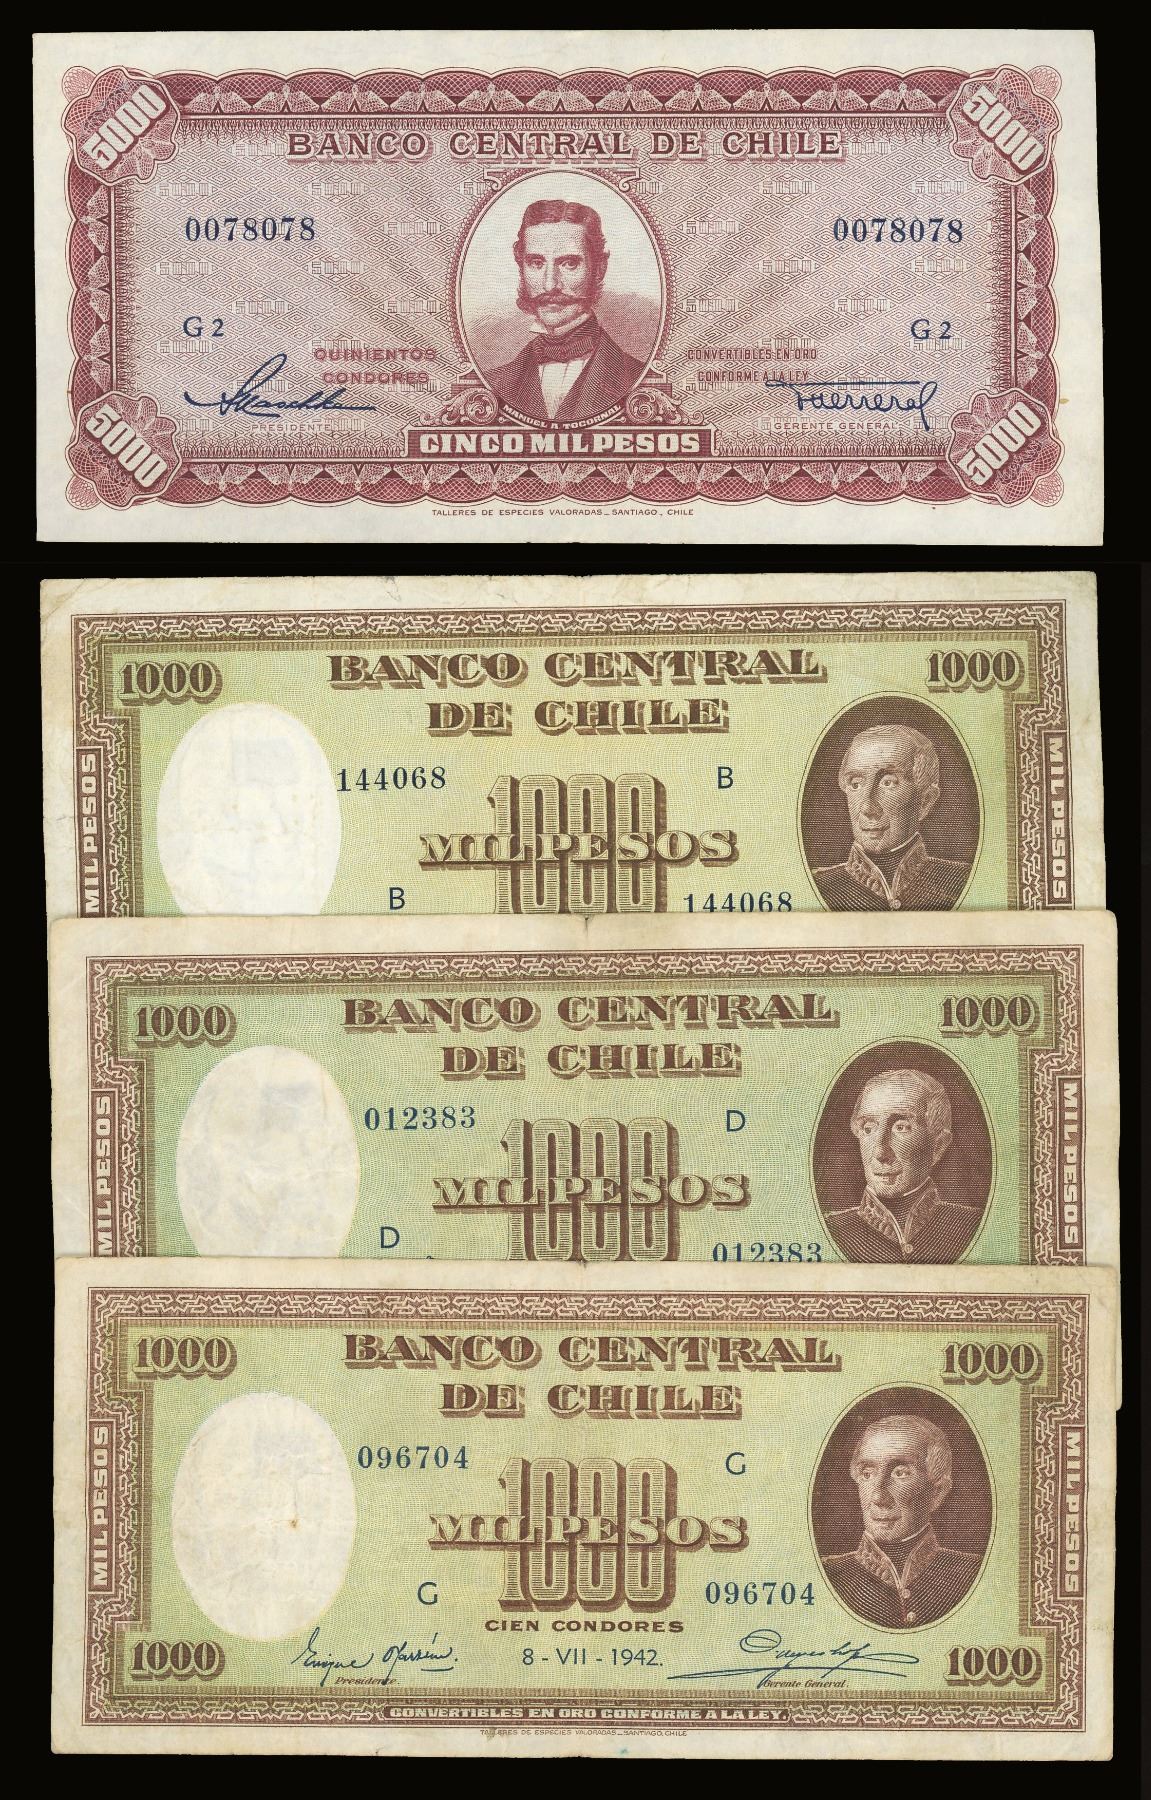 5000 5000
BANCO CENTRAL DE CHILE
0078078 0078078
G 2 G 2
QUINIENTOS CONVERTIBLES EN ORO
CONDORES CONFORME A LA LEY
MANUEL A. TOCORNAL
PRESIDENTE GERENTE GENERAL
5000 CINCO MIL PESOS 5000
TALLERES DE ESPECIES VALORADAS _ SANTIAGO _ CHILE
1000 BANCO CENTRAL 1000
DE CHILE
144068 B
1000
MIL PESOS
MIL PESOS
MIL PESOS
B 144068
1000 BANCO CENTRAL 1000
DE CHILE
012383 D
1000
MIL PESOS
MIL PESOS
MIL PESOS
D 012383
1000 BANCO CENTRAL 1000
DE CHILE
096704 G
1000
MIL PESOS
MIL PESOS
MIL PESOS
G 096704
CIEN CONDORES
1000 8 - VII - 1942. 1000
Presidente Gerente General
CONVERTIBLES EN ORO CONFORME A LA LEY.
TALLERES DE ESPECIES VALORADAS _ SANTIAGO, CHILE